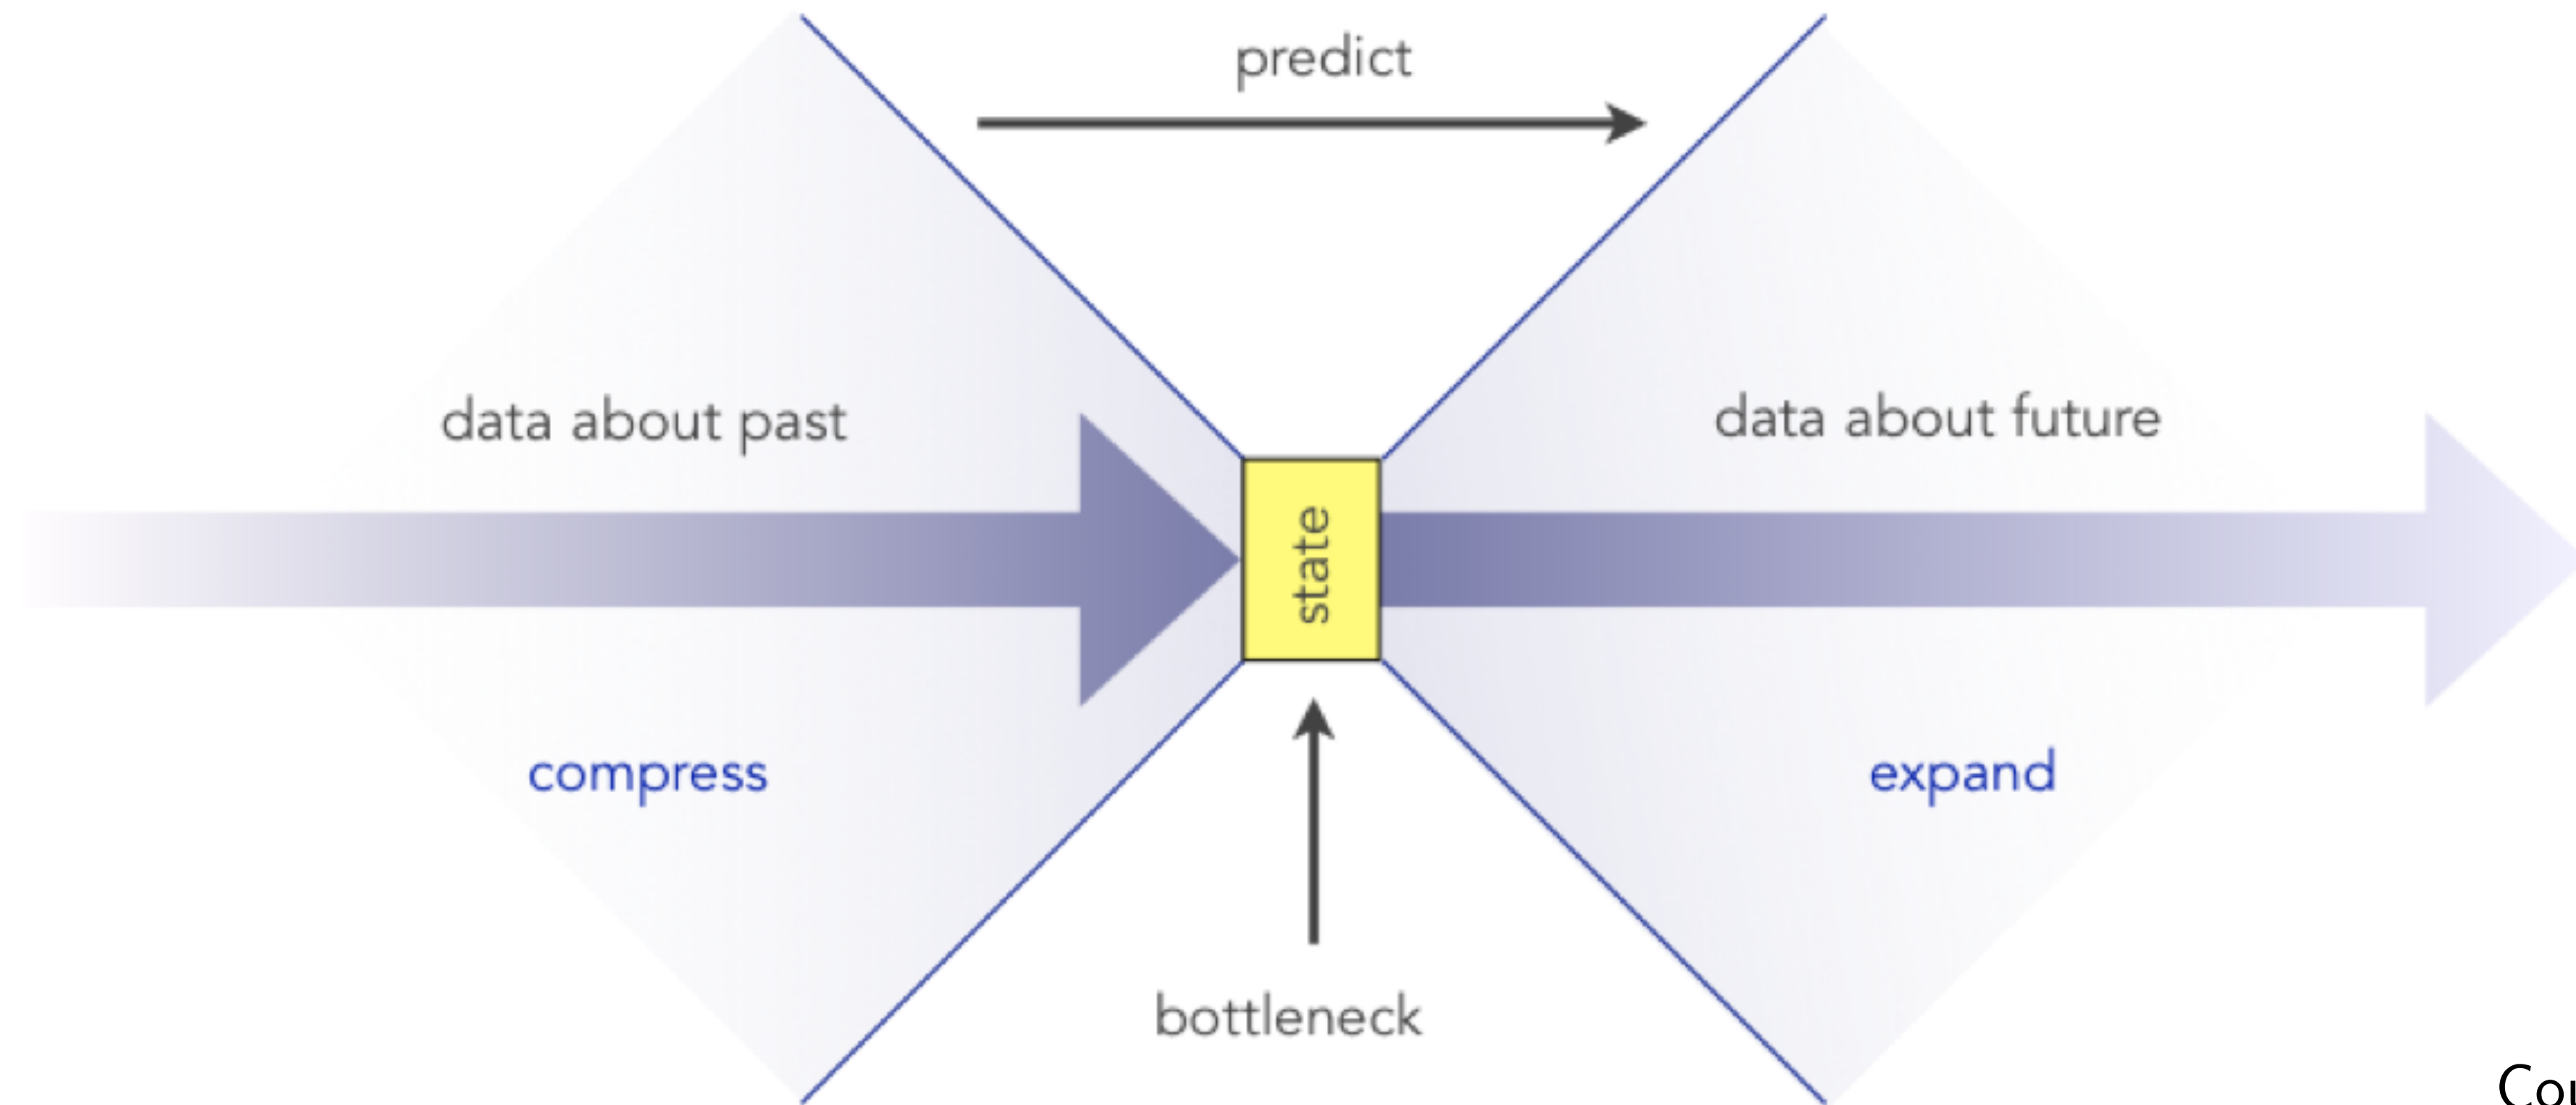 predict
data about past
data about future
state
compress
expand
bottleneck